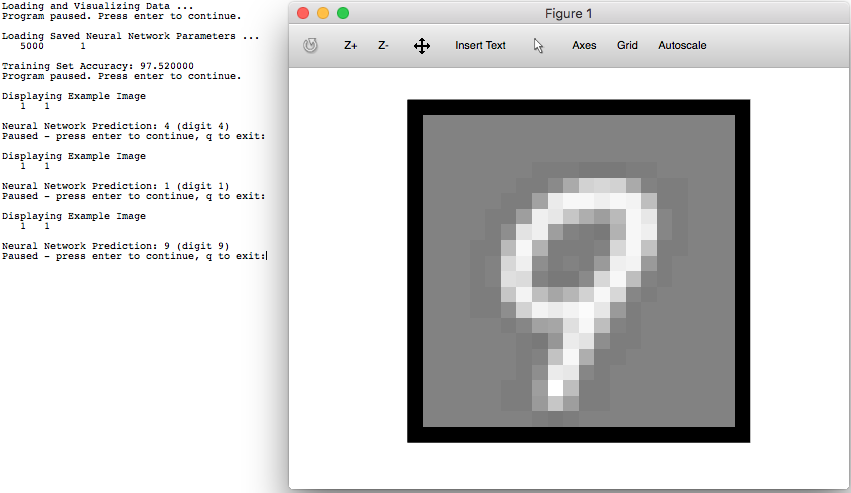 Loading and Visualizing Data ...
Program paused. Press enter to continue.
Loading Saved Neural Network Parameters ...
5000 1
Training Set Accuracy: 97.520000
Program paused. Press enter to continue.
Displaying Example Image
1 1
Neural Network Prediction: 4 (digit 4)
Paused - press enter to continue, q to exit:
Displaying Example Image
1 1
Neural Network Prediction: 1 (digit 1)
Paused - press enter to continue, q to exit:
Displaying Example Image
1 1
Neural Network Prediction: 9 (digit 9)
Paused - press enter to continue, q to exit:
Figure 1
Z+ Z- Insert Text Axes Grid Autoscale
9